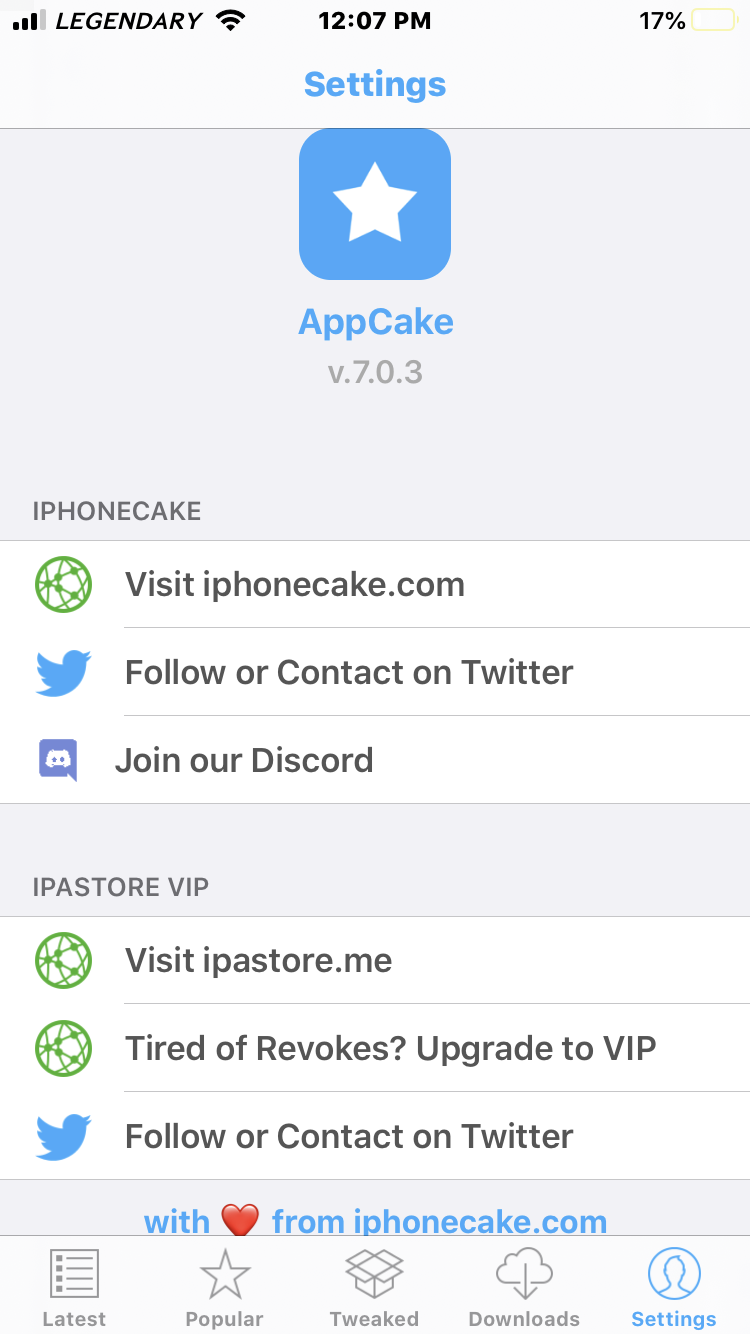 LEGENDARY 12:07 PM 17%
Settings
AppCake
v.7.0.3
IPHONECAKE
Visit iphonecake.com
Follow or Contact on Twitter
Join our Discord
IPASTORE VIP
Visit ipastore.me
Tired of Revokes? Upgrade to VIP
Follow or Contact on Twitter
with ❤️ from iphonecake.com
Latest Popular Tweaked Downloads Settings